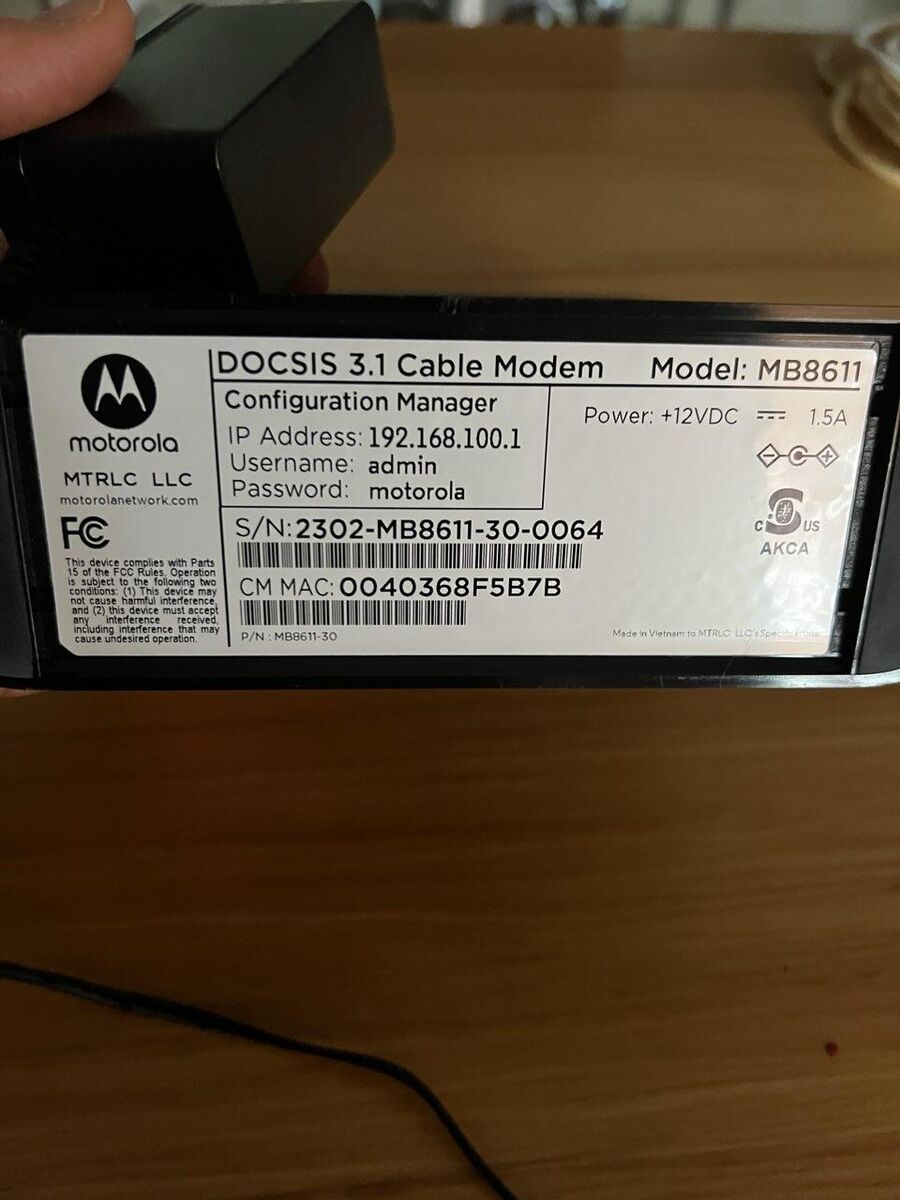 motorola
MTRLC LLC
motorolanetwork.com
FC
This device complies with Parts
15 of the FCC Rules. Operation
is subject to the following two
conditions: (1) This device may
not cause harmful interference,
and (2) this device must accept
any interference received,
including interference that may
cause undesired operation.
DOCSIS 3.1 Cable Modem Model: MB8611
Configuration Manager
IP Address: 192.168.100.1
Username: admin
Password: motorola
Power: +12VDC 1.5A
C US
AKCA
S/N:2302-MB8611-30-0064
CM MAC:0040368F5B7B
P/N : MB8611-30
Made in Vietnam to MTRLC LLC's Specifications